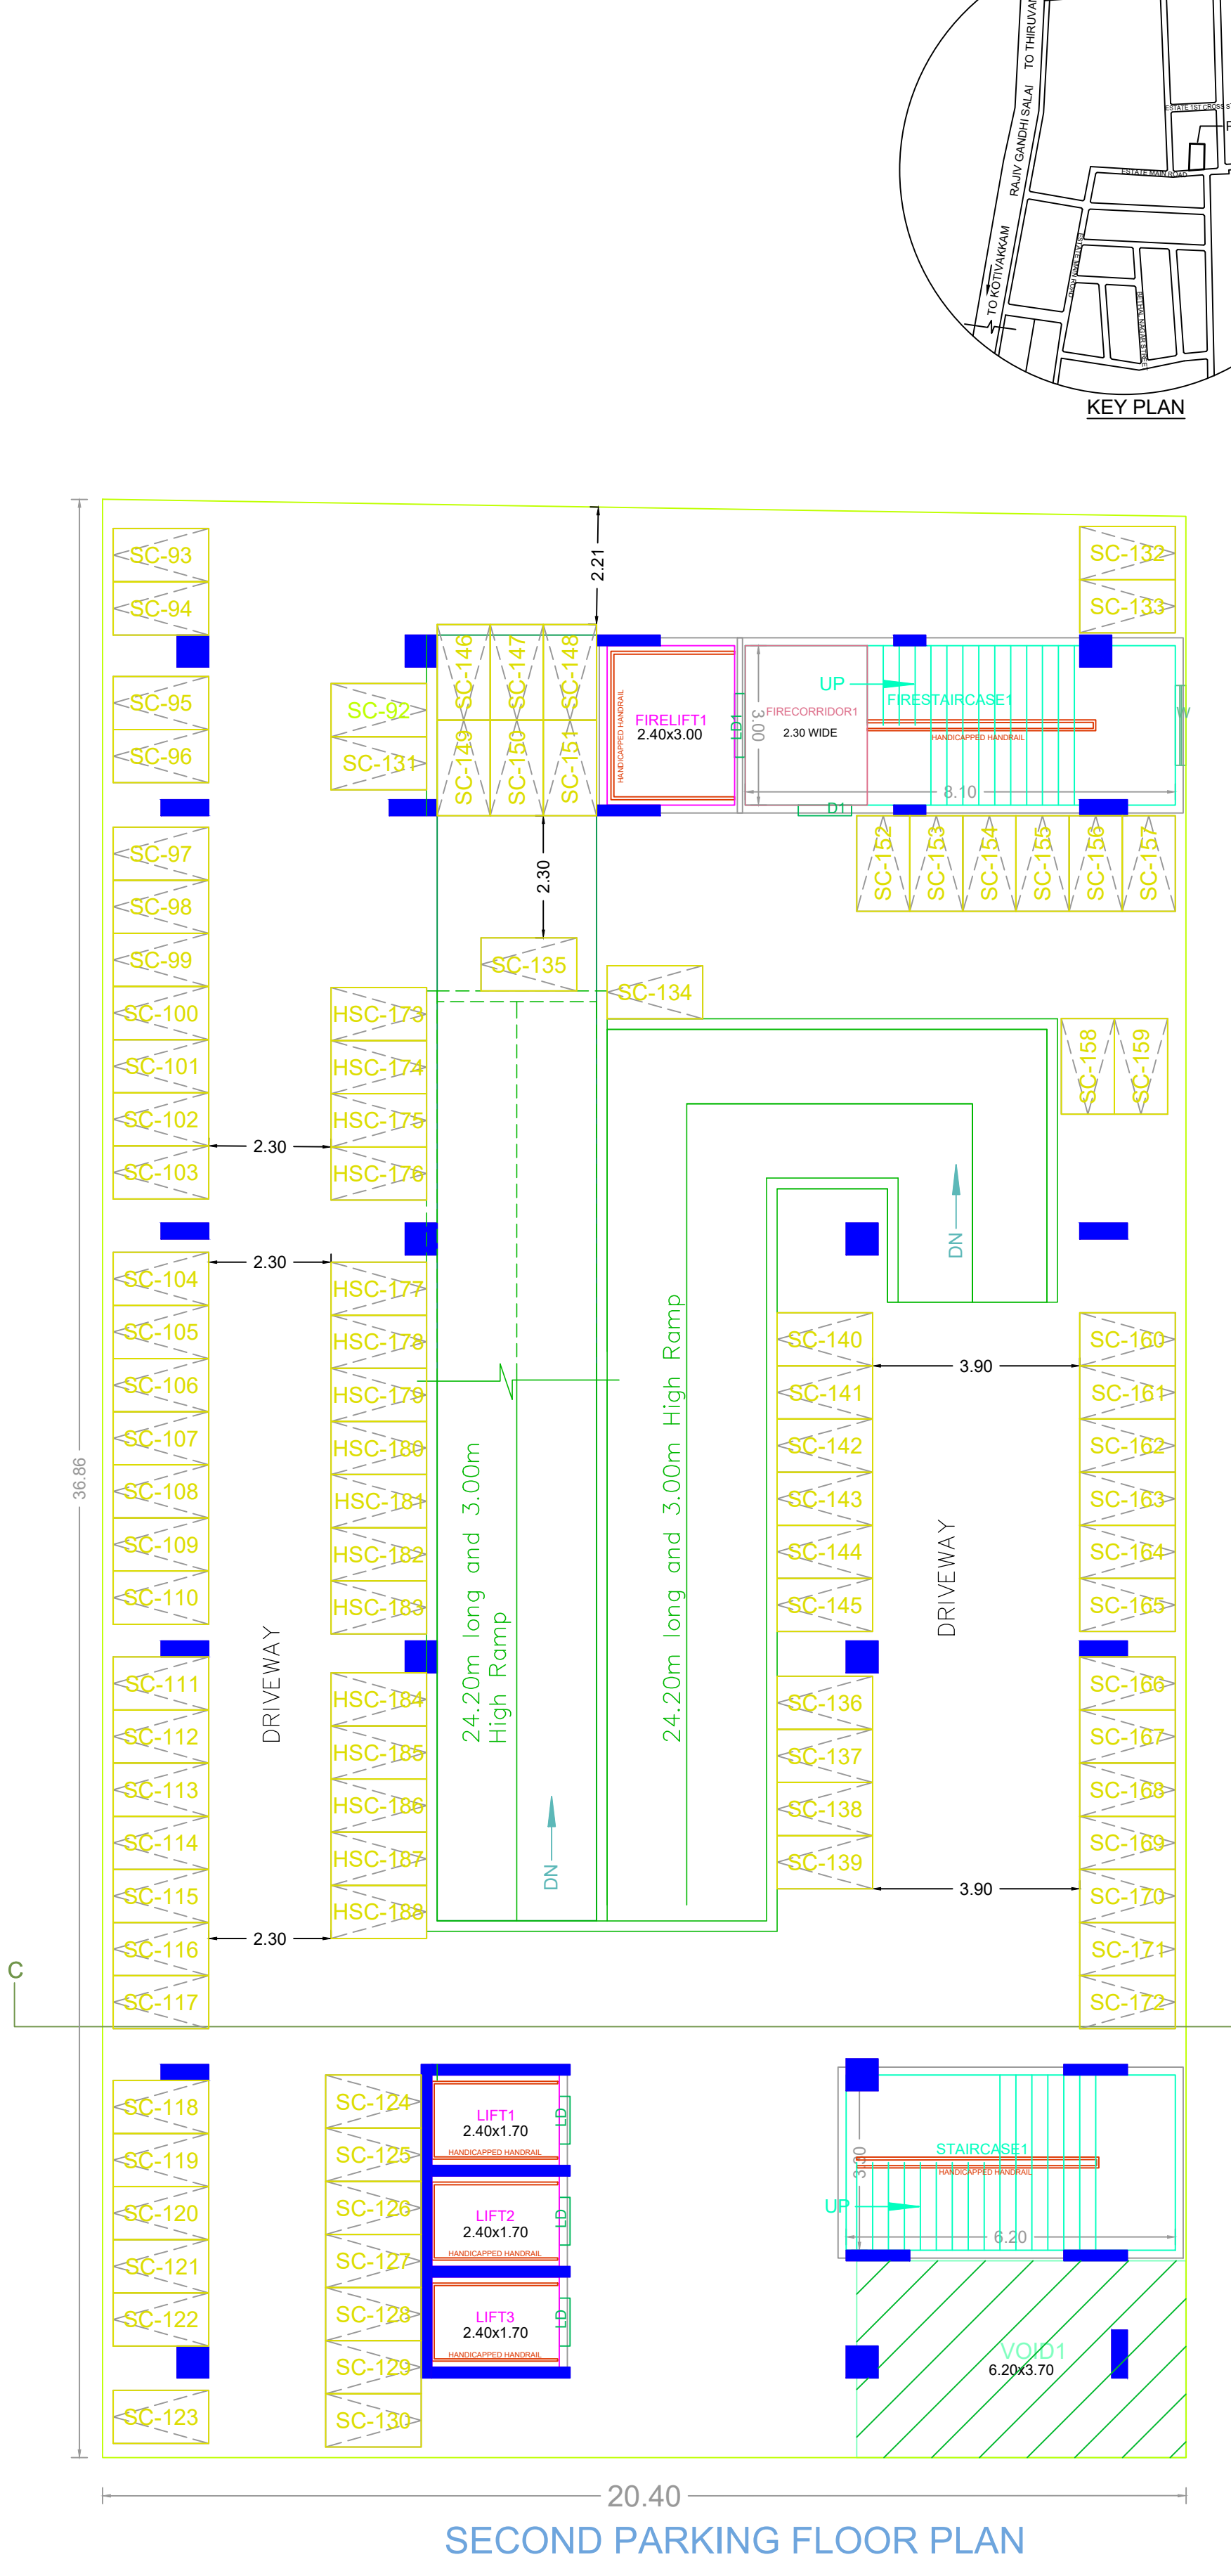 TO KOTIVAKKAM
RAJIV GANDHI SALAI
ESTATE MAIN ROAD
ESTATE MAIN ROAD
KEY PLAN
SC-93
SC-94
SC-95
SC-96
SC-97
SC-98
SC-99
SC-100
SC-101
SC-102
SC-103
SC-104
SC-105
SC-106
SC-107
SC-108
SC-109
SC-110
SC-111
SC-112
SC-113
SC-114
SC-115
SC-116
SC-117
SC-118
SC-119
SC-120
SC-121
SC-122
SC-123
36.86
C
2.30
2.30
2.30
DRIVEWAY
SC-92
SC-131
HSC-173
HSC-174
HSC-175
HSC-176
HSC-177
HSC-178
HSC-179
HSC-180
HSC-181
HSC-182
HSC-183
HSC-184
HSC-185
HSC-186
HSC-187
HSC-188
SC-124
SC-125
SC-126
SC-127
SC-128
SC-129
SC-130
2.21
SC-146
SC-147
SC-148
SC-149
SC-150
SC-151
2.30
SC-135
SC-134
24.20m long and 3.00m
High Ramp
DN
24.20m long and 3.00m High Ramp
DN
HANDICAPPED HANDRAIL
FIRELIFT1
2.40x3.00
LD1
3.00
FIRECORRIDOR1
2.30 WIDE
UP
FIRESTAIRCASE1
HANDICAPPED HANDRAIL
8.10
D1
W
SC-132
SC-133
SC-152
SC-153
SC-154
SC-155
SC-156
SC-157
SC-158
SC-159
SC-140
SC-141
SC-142
SC-143
SC-144
SC-145
SC-136
SC-137
SC-138
SC-139
3.90
DRIVEWAY
3.90
SC-160
SC-161
SC-162
SC-163
SC-164
SC-165
SC-166
SC-167
SC-168
SC-169
SC-170
SC-171
SC-172
LIFT1
2.40x1.70
HANDICAPPED HANDRAIL
LD
LIFT2
2.40x1.70
HANDICAPPED HANDRAIL
LD
LIFT3
2.40x1.70
HANDICAPPED HANDRAIL
LD
3.00
STAIRCASE1
HANDICAPPED HANDRAIL
UP
6.20
VOID1
6.20x3.70
20.40
SECOND PARKING FLOOR PLAN